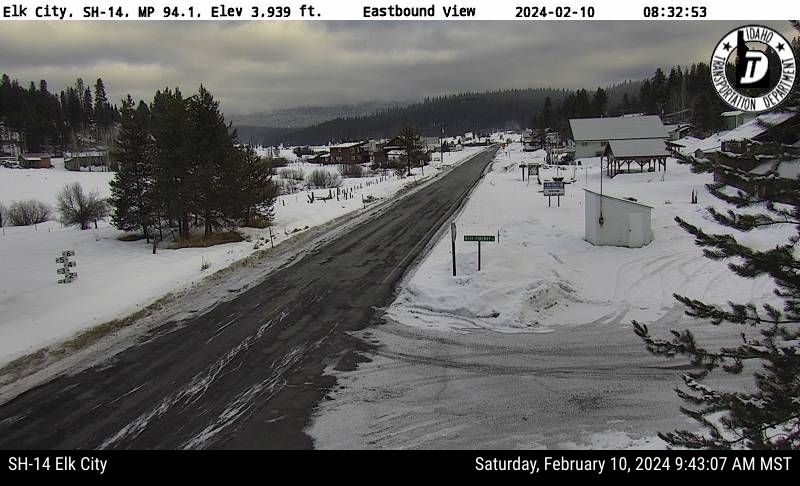 Elk City, SH-14, MP 94.1, Elev 3,939 ft. Eastbound View 2024-02-10 08:32:53
IDAHO
TRANSPORTATION DEPARTMENT
SH-14 Elk City
Saturday, February 10, 2024 9:43:07 AM MST